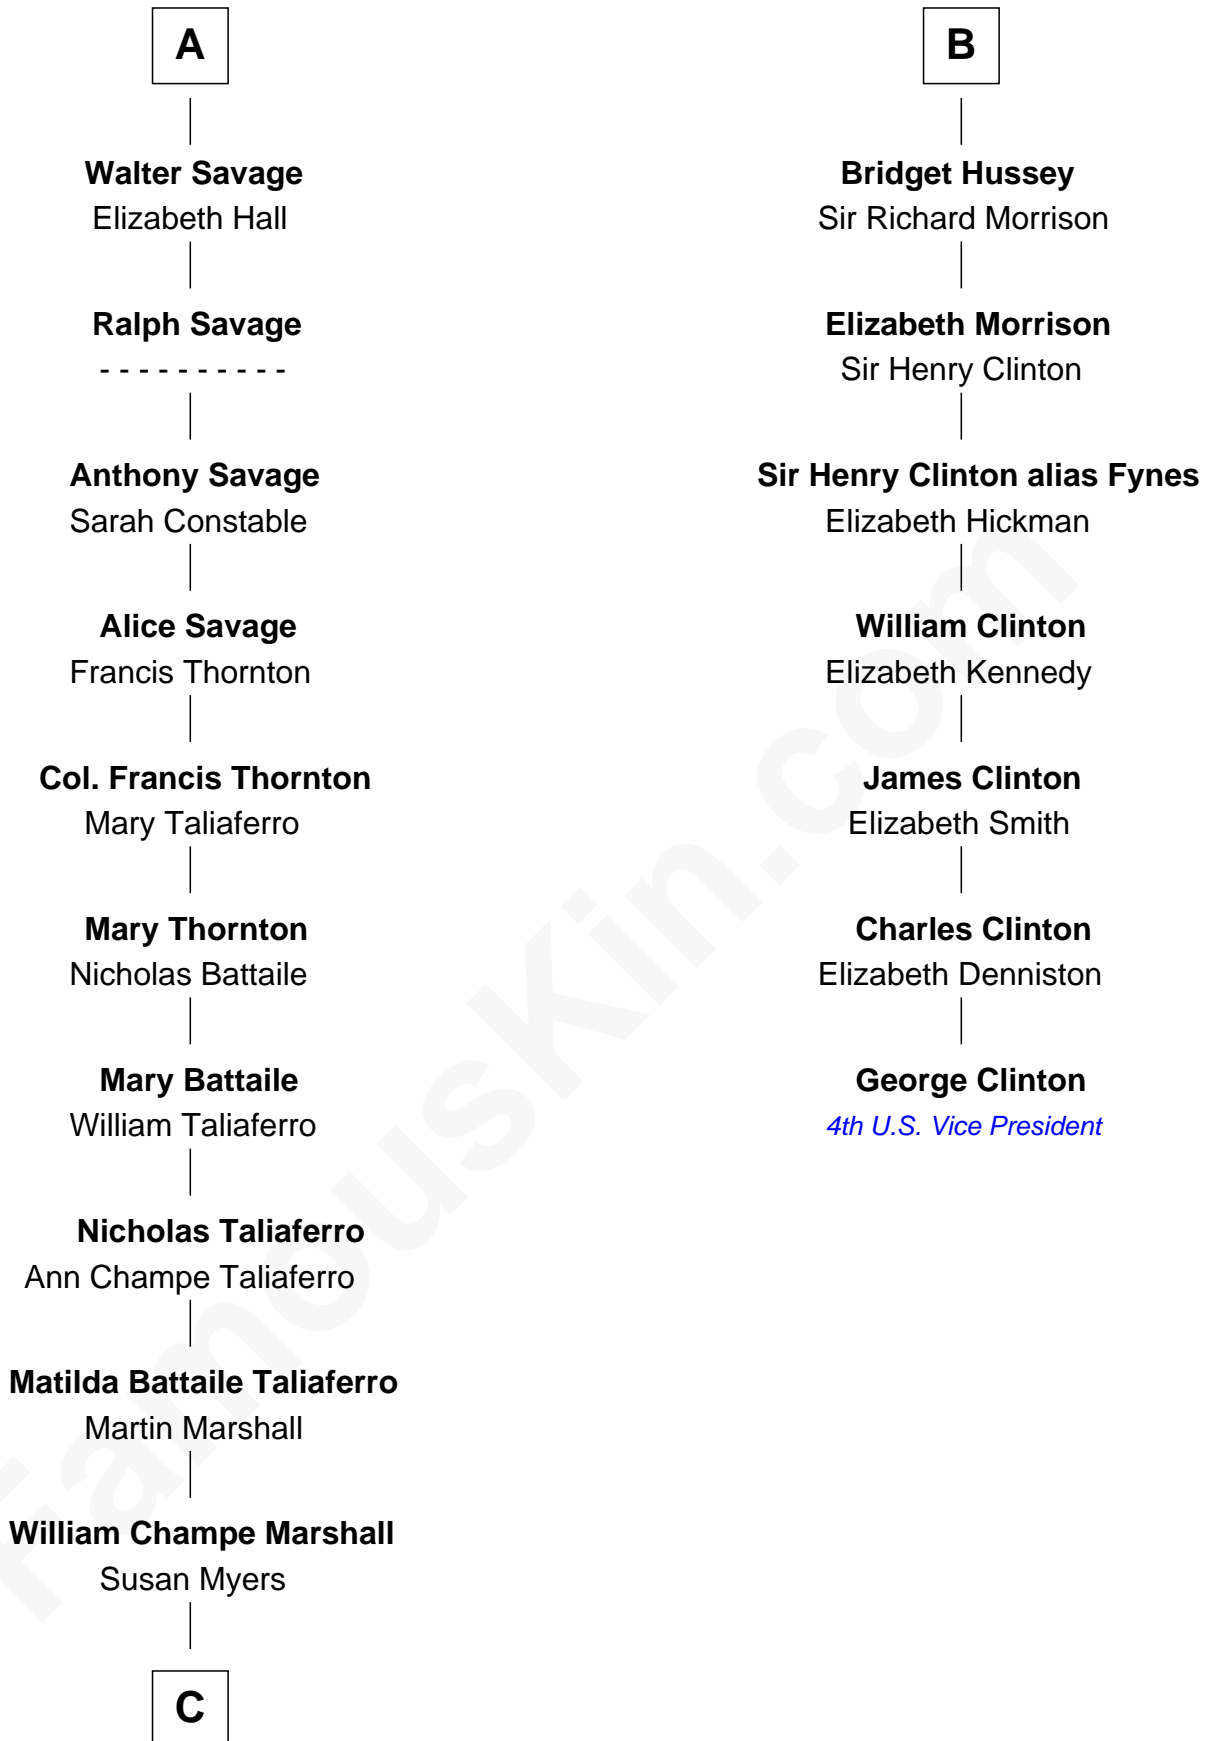 A
Walter Savage
Elizabeth Hall
Ralph Savage
- - - - - - - - - -
Anthony Savage
Sarah Constable
Alice Savage
Francis Thornton
Col. Francis Thornton
Mary Taliaferro
Mary Thornton
Nicholas Battaile
Mary Battaile
William Taliaferro
Nicholas Taliaferro
Ann Champe Taliaferro
Matilda Battaile Taliaferro
Martin Marshall
William Champe Marshall
Susan Myers
C
B
Bridget Hussey
Sir Richard Morrison
Elizabeth Morrison
Sir Henry Clinton
Sir Henry Clinton alias Fynes
Elizabeth Hickman
William Clinton
Elizabeth Kennedy
James Clinton
Elizabeth Smith
Charles Clinton
Elizabeth Denniston
George Clinton
4th U.S. Vice President
FamousKin.com